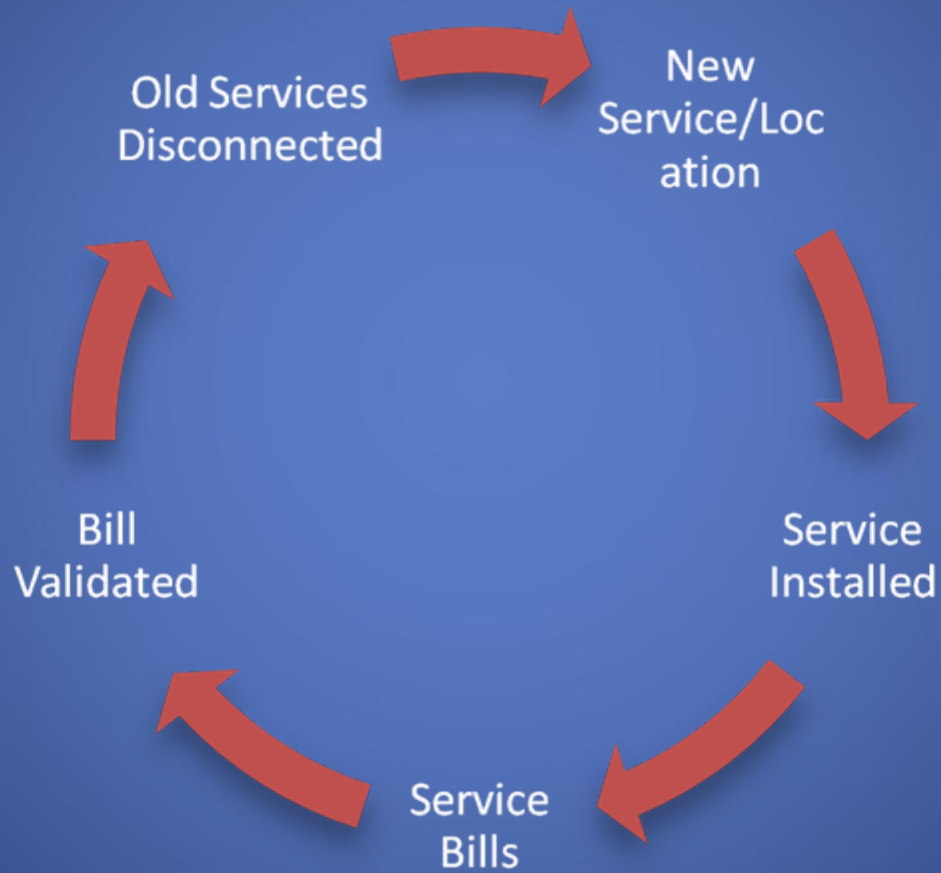 Old Services
Disconnected
New
Service/Loc
ation
Service
Installed
Service
Bills
Bill
Validated